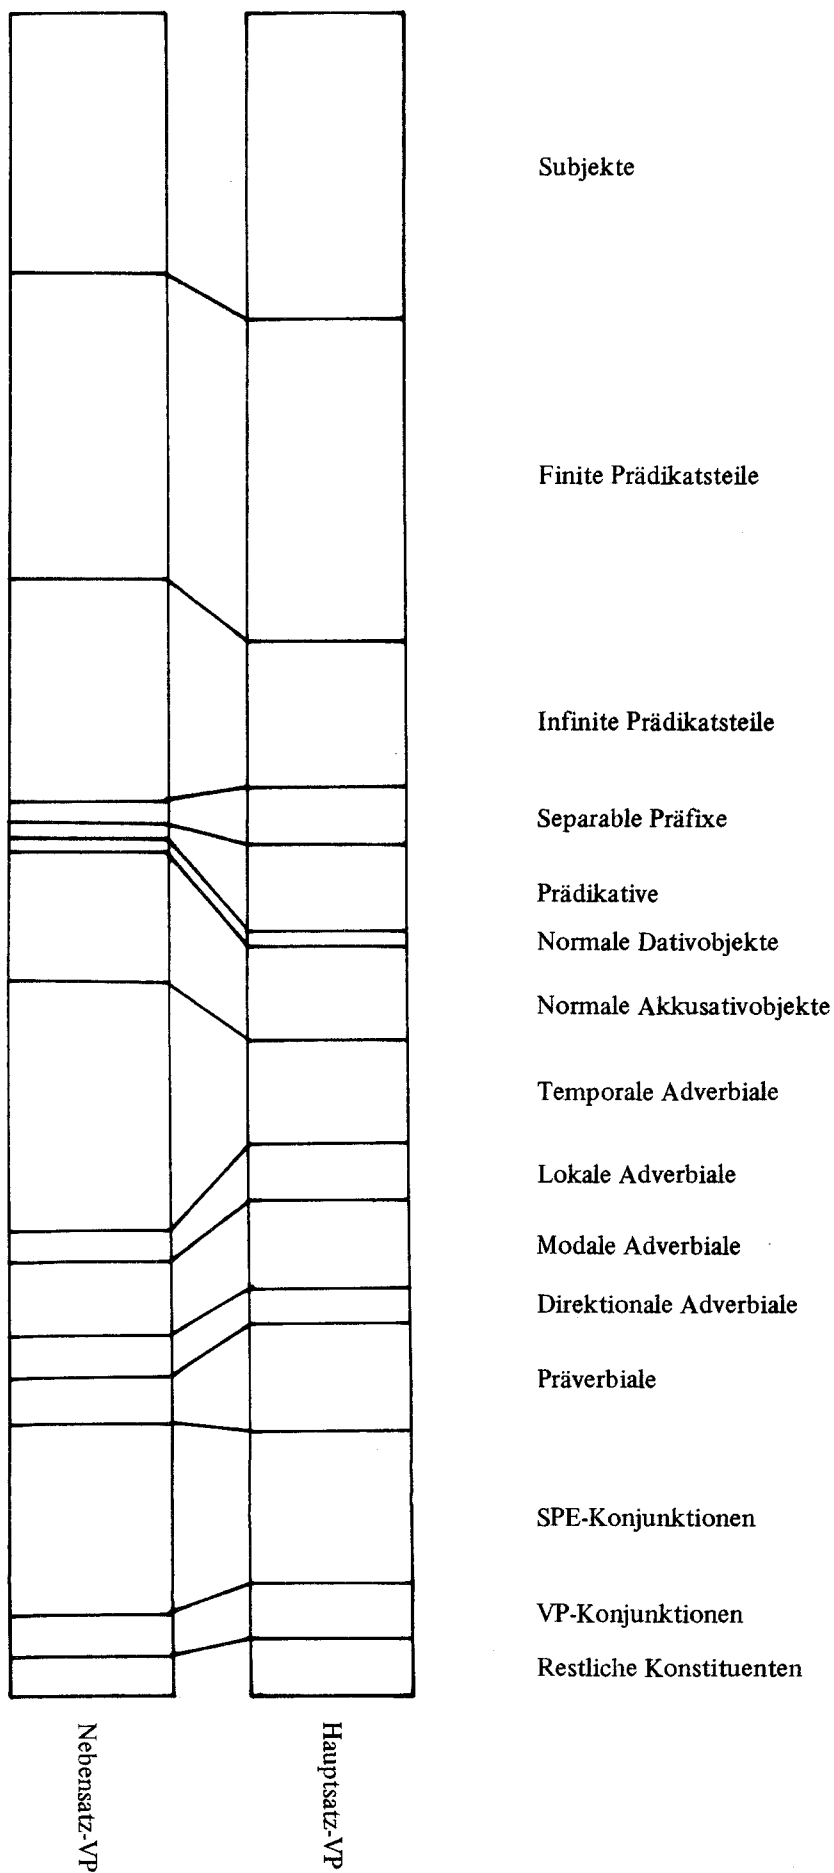 Subjekte
Finite Prädikatsteile
Infinite Prädikatsteile
Separable Präfixe
Prädikative
Normale Dativobjekte
Normale Akkusativobjekte
Temporale Adverbiale
Lokale Adverbiale
Modale Adverbiale
Direktionale Adverbiale
Präverbiale
SPE-Konjunktionen
VP-Konjunktionen
Restliche Konstituenten
Nebensatz-VP
Hauptsatz-VP